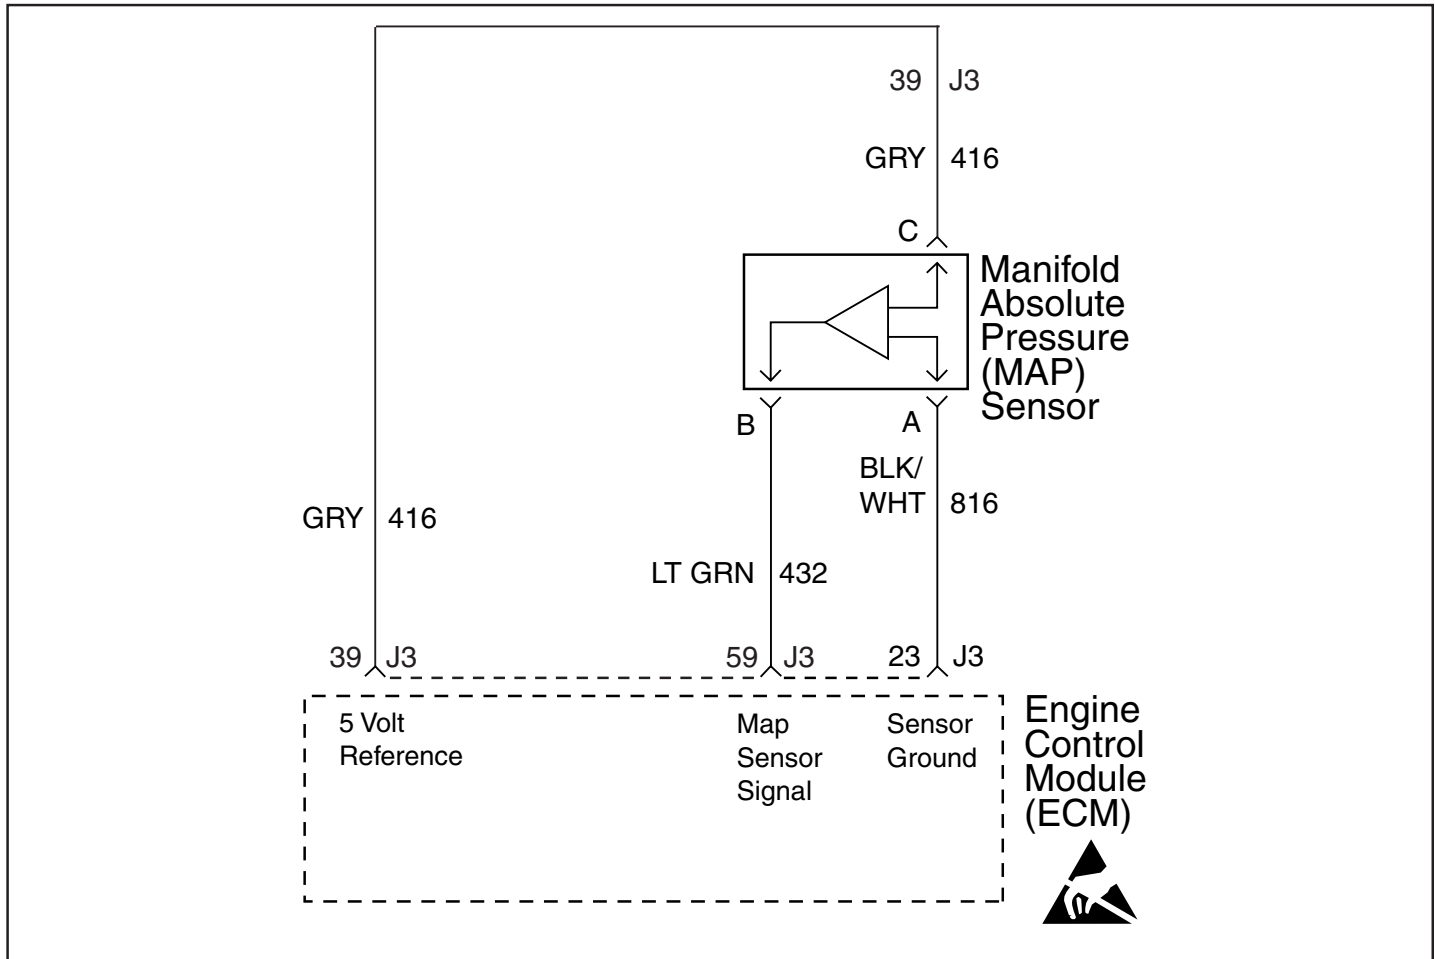 39 J3
GRY 416
C
Manifold
Absolute
Pressure
(MAP)
Sensor
B
A
BLK/
WHT 816
GRY 416
LT GRN 432
39 J3
59 J3
23 J3
5 Volt
Reference
Map
Sensor
Signal
Sensor
Ground
Engine
Control
Module
(ECM)